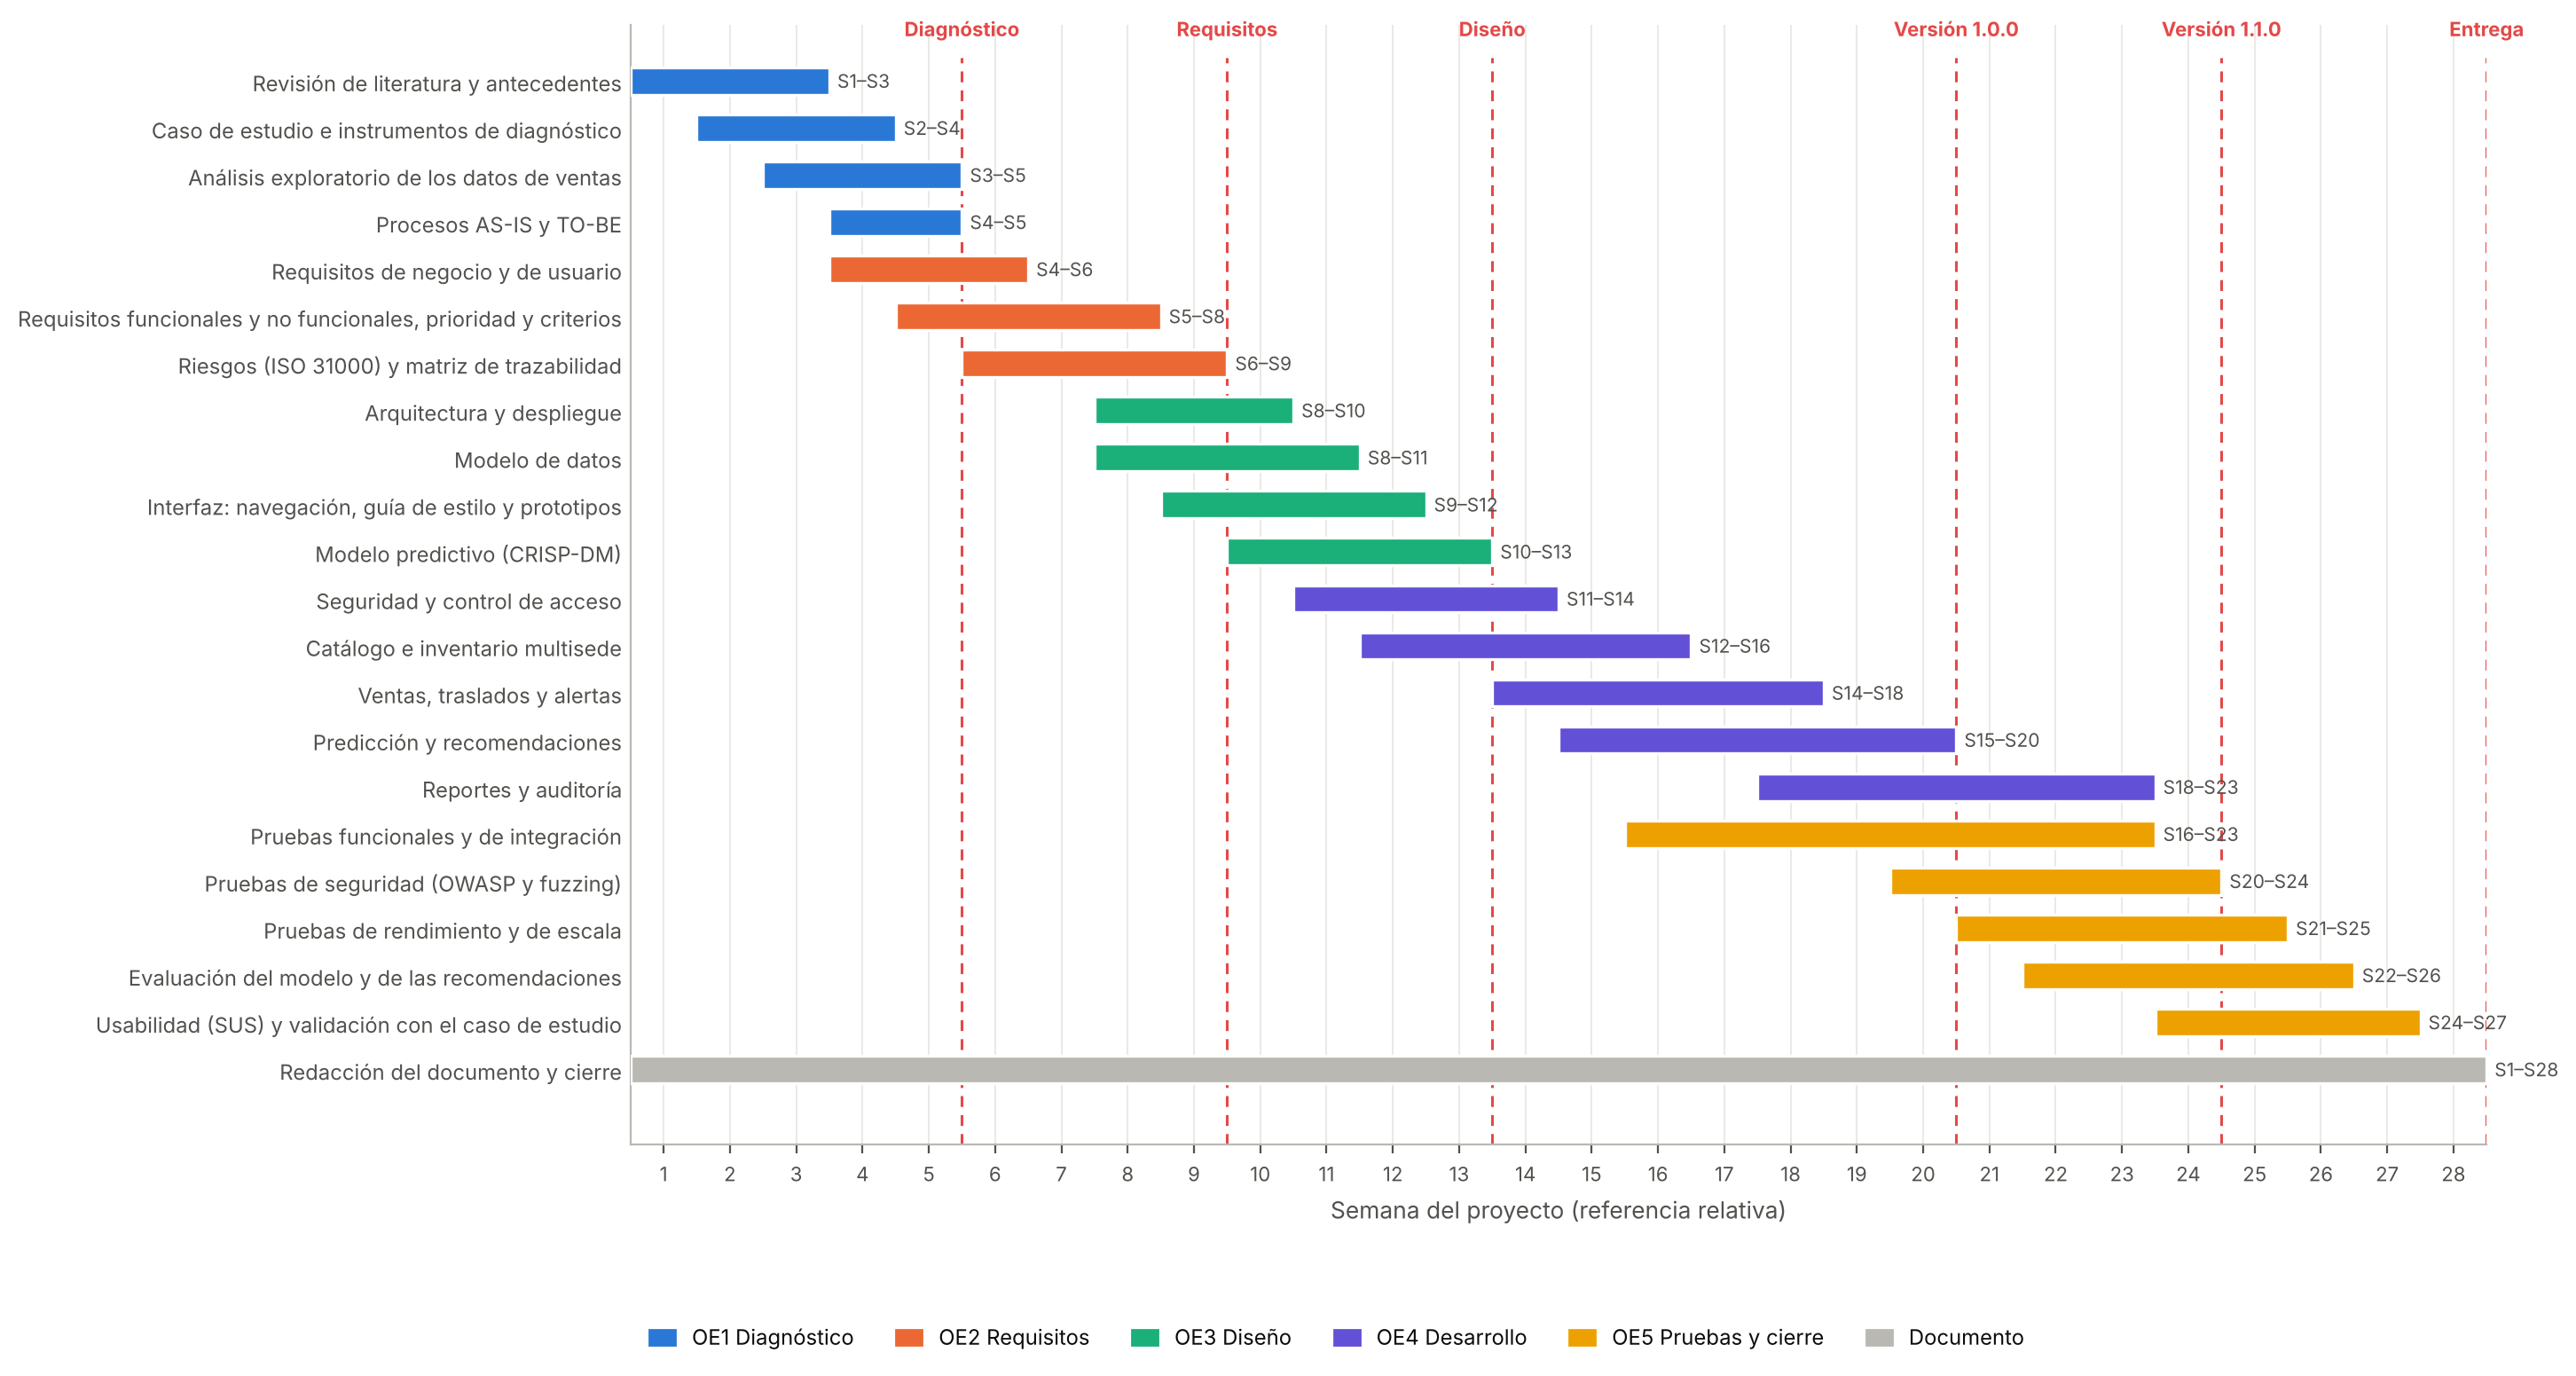 Diagnóstico Requisitos Diseño Versión 1.0.0 Versión 1.1.0 Entrega
Revisión de literatura y antecedentes S1–S3
Caso de estudio e instrumentos de diagnóstico S2–S4
Análisis exploratorio de los datos de ventas S3–S5
Procesos AS-IS y TO-BE S4–S5
Requisitos de negocio y de usuario S4–S6
Requisitos funcionales y no funcionales, prioridad y criterios S5–S8
Riesgos (ISO 31000) y matriz de trazabilidad S6–S9
Arquitectura y despliegue S8–S10
Modelo de datos S8–S11
Interfaz: navegación, guía de estilo y prototipos S9–S12
Modelo predictivo (CRISP-DM) S10–S13
Seguridad y control de acceso S11–S14
Catálogo e inventario multisede S12–S16
Ventas, traslados y alertas S14–S18
Predicción y recomendaciones S15–S20
Reportes y auditoría S18–S23
Pruebas funcionales y de integración S16–S23
Pruebas de seguridad (OWASP y fuzzing) S20–S24
Pruebas de rendimiento y de escala S21–S25
Evaluación del modelo y de las recomendaciones S22–S26
Usabilidad (SUS) y validación con el caso de estudio S24–S27
Redacción del documento y cierre S1–S28
1 2 3 4 5 6 7 8 9 10 11 12 13 14 15 16 17 18 19 20 21 22 23 24 25 26 27 28
Semana del proyecto (referencia relativa)
OE1 Diagnóstico OE2 Requisitos OE3 Diseño OE4 Desarrollo OE5 Pruebas y cierre Documento